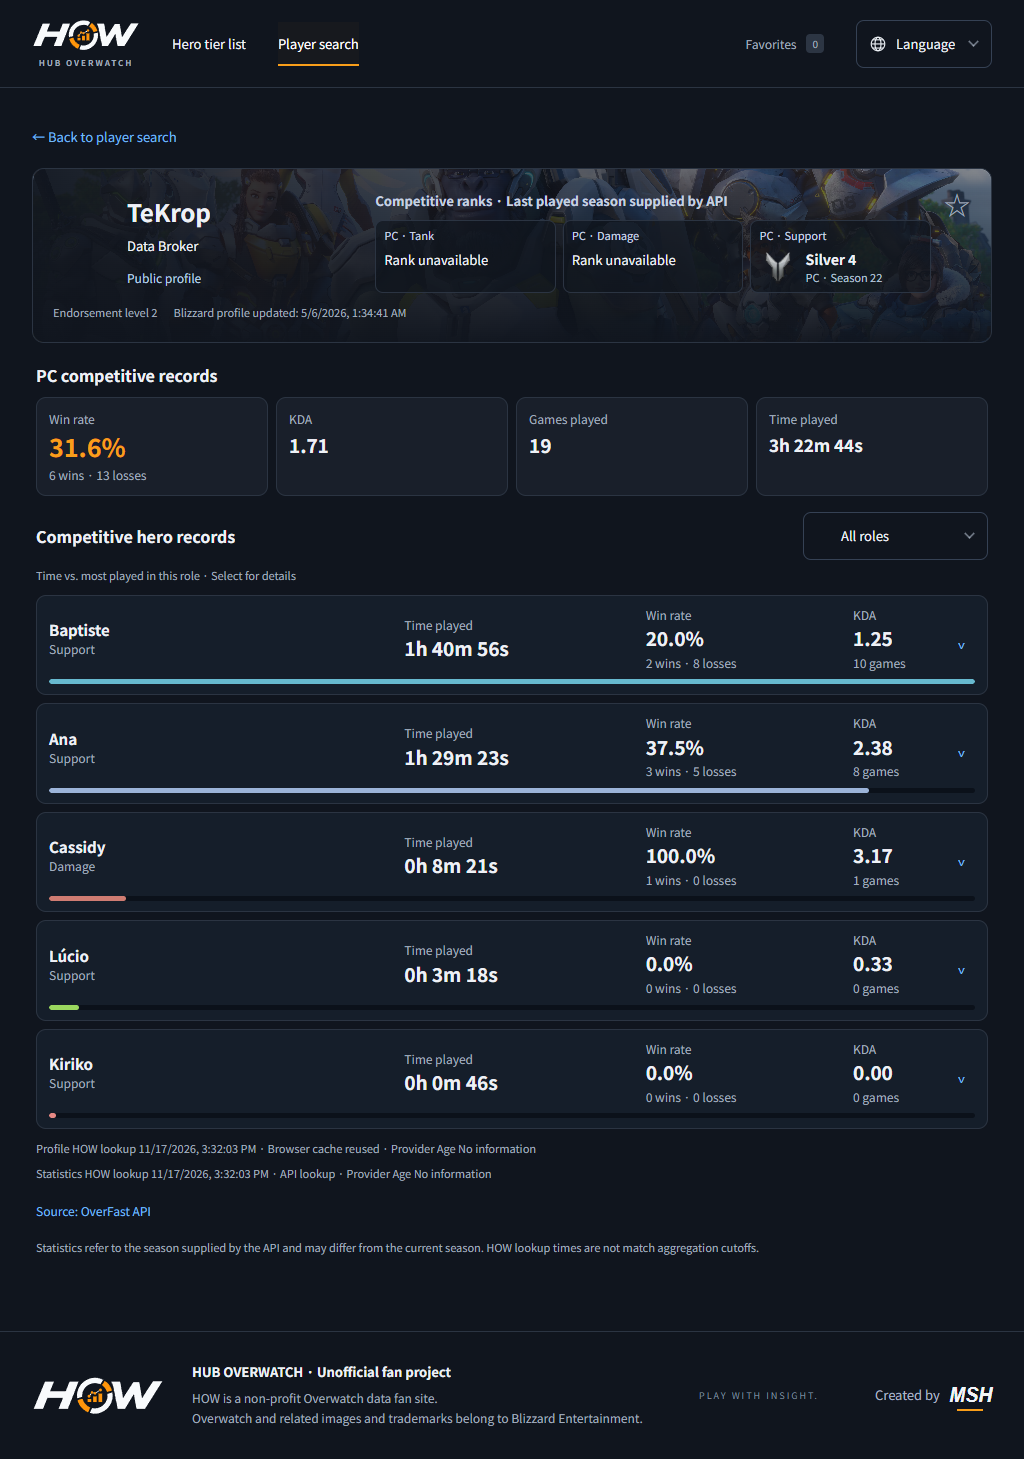 HOW
HUB OVERWATCH
Hero tier list
Player search
Favorites 0
Language
← Back to player search
TeKrop
Data Broker
Public profile
Competitive ranks · Last played season supplied by API
PC · Tank
Rank unavailable
PC · Damage
Rank unavailable
PC · Support
Silver 4
PC · Season 22
Endorsement level 2
Blizzard profile updated: 5/6/2026, 1:34:41 AM
PC competitive records
Win rate
31.6%
6 wins · 13 losses
KDA
1.71
Games played
19
Time played
3h 22m 44s
Competitive hero records
All roles
Time vs. most played in this role · Select for details
Baptiste
Support
Time played
1h 40m 56s
Win rate
20.0%
2 wins · 8 losses
KDA
1.25
10 games
v
Ana
Support
Time played
1h 29m 23s
Win rate
37.5%
3 wins · 5 losses
KDA
2.38
8 games
v
Cassidy
Damage
Time played
0h 8m 21s
Win rate
100.0%
1 wins · 0 losses
KDA
3.17
1 games
v
Lúcio
Support
Time played
0h 3m 18s
Win rate
0.0%
0 wins · 0 losses
KDA
0.33
0 games
v
Kiriko
Support
Time played
0h 0m 46s
Win rate
0.0%
0 wins · 0 losses
KDA
0.00
0 games
v
Profile HOW lookup 11/17/2026, 3:32:03 PM · Browser cache reused · Provider Age No information
Statistics HOW lookup 11/17/2026, 3:32:03 PM · API lookup · Provider Age No information
Source: OverFast API
Statistics refer to the season supplied by the API and may differ from the current season. HOW lookup times are not match aggregation cutoffs.
HOW
HUB OVERWATCH · Unofficial fan project
HOW is a non-profit Overwatch data fan site.
Overwatch and related images and trademarks belong to Blizzard Entertainment.
PLAY WITH INSIGHT.
Created by MSH